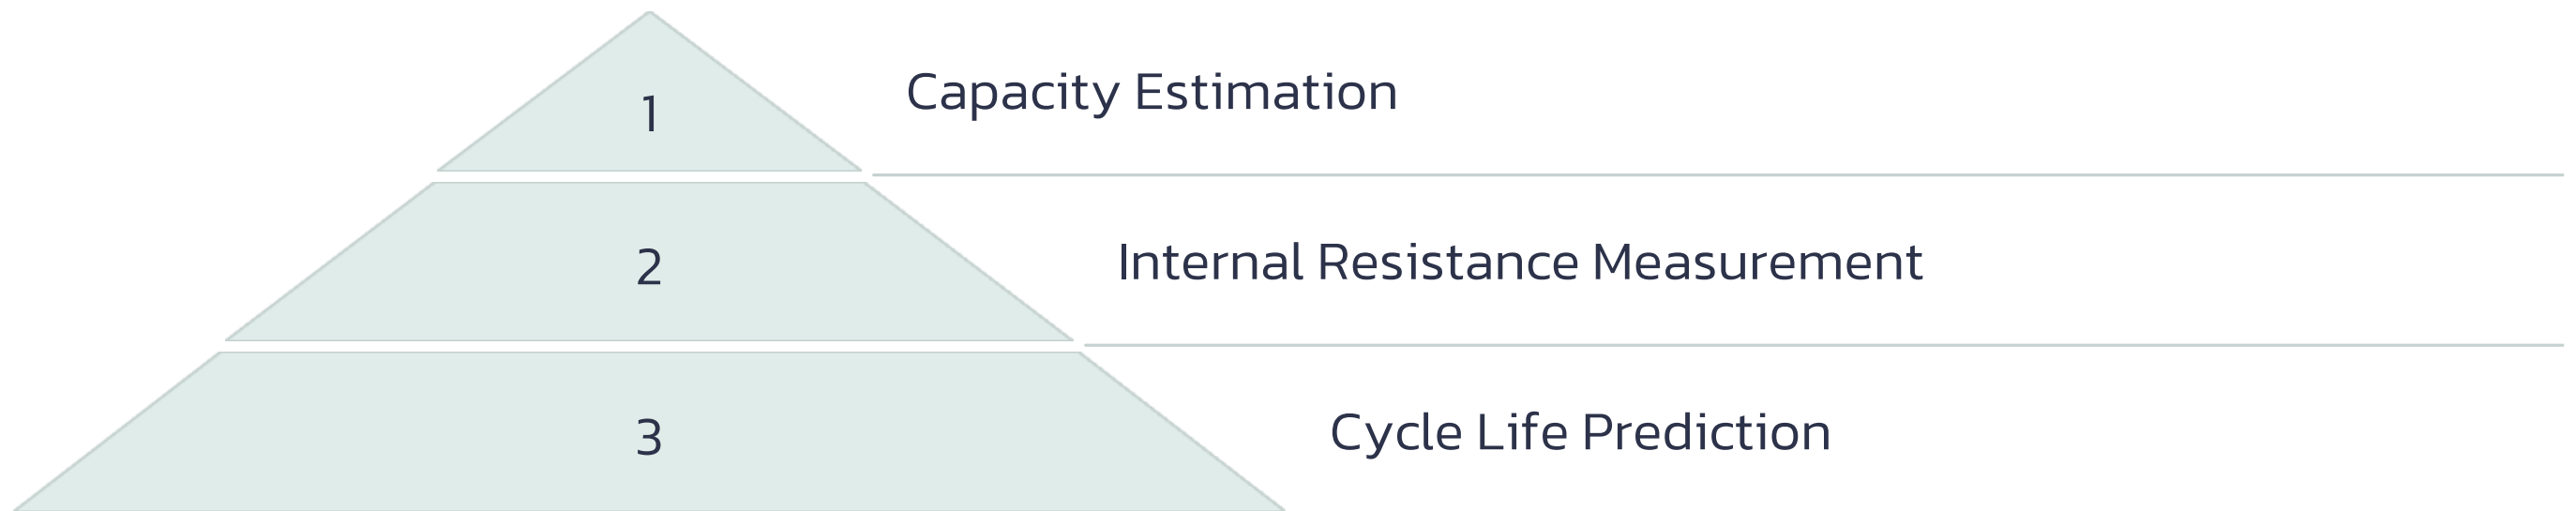 1
Capacity Estimation
2
Internal Resistance Measurement
3
Cycle Life Prediction